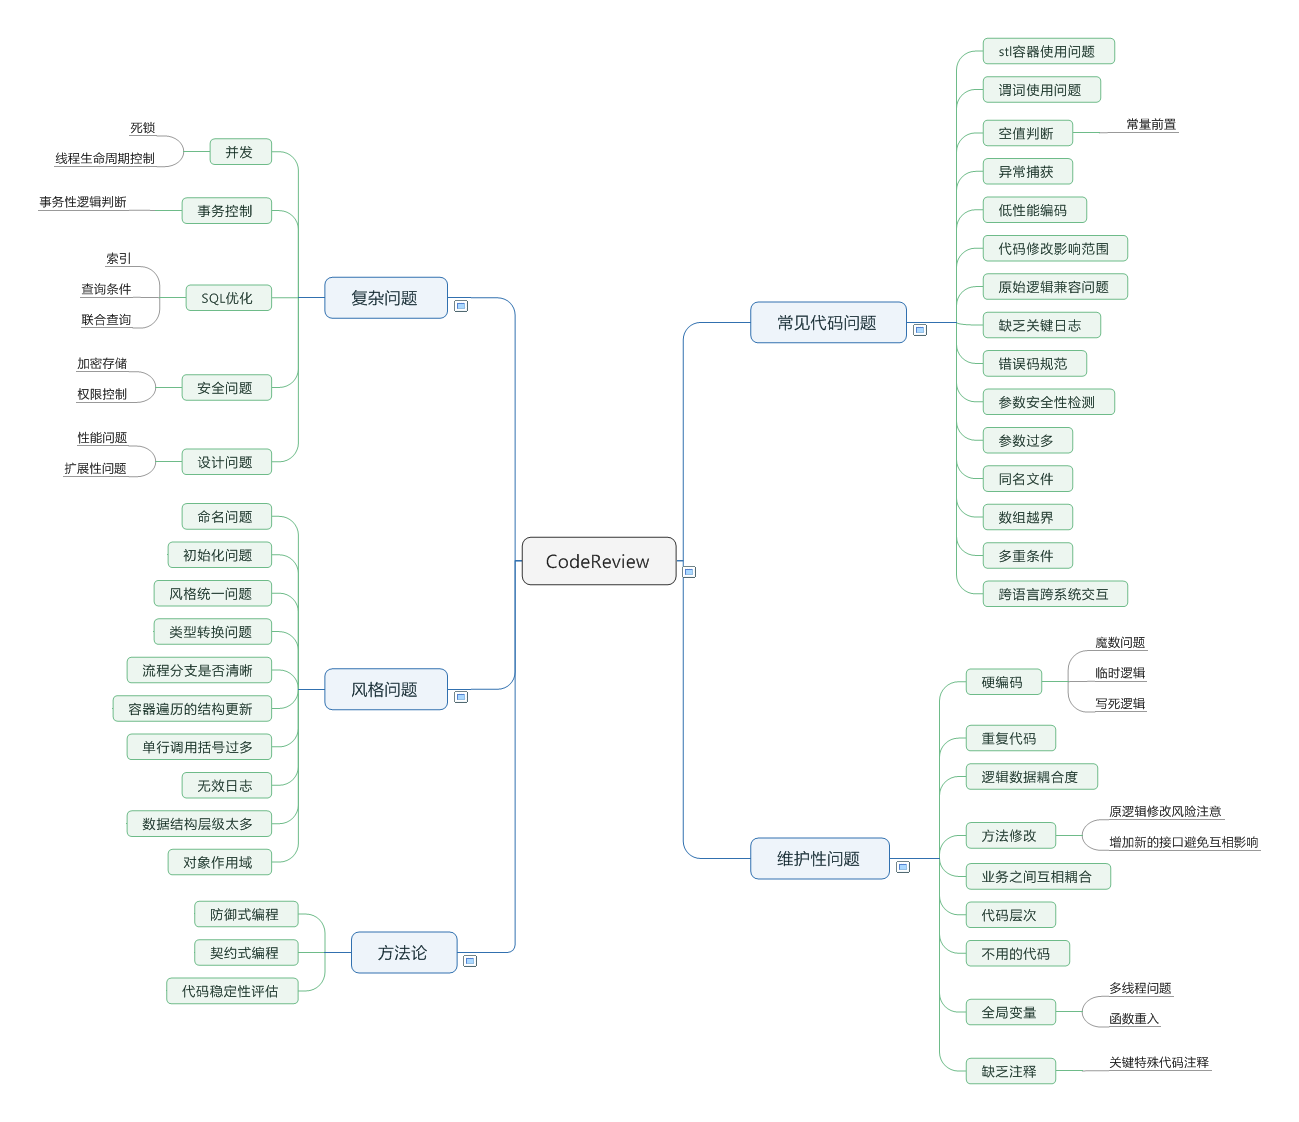 CodeReview
常见代码问题
stl容器使用问题
谓词使用问题
空值判断
常量前置
异常捕获
低性能编码
代码修改影响范围
原始逻辑兼容问题
缺乏关键日志
错误码规范
参数安全性检测
参数过多
同名文件
数组越界
多重条件
跨语言跨系统交互
维护性问题
硬编码
魔数问题
临时逻辑
写死逻辑
重复代码
逻辑数据耦合度
方法修改
原逻辑修改风险注意
增加新的接口避免互相影响
业务之间互相耦合
代码层次
不用的代码
全局变量
多线程问题
函数重入
缺乏注释
关键特殊代码注释
复杂问题
并发
死锁
线程生命周期控制
事务控制
事务性逻辑判断
SQL优化
索引
查询条件
联合查询
安全问题
加密存储
权限控制
设计问题
性能问题
扩展性问题
风格问题
命名问题
初始化问题
风格统一问题
类型转换问题
流程分支是否清晰
容器遍历的结构更新
单行调用括号过多
无效日志
数据结构层级太多
对象作用域
方法论
防御式编程
契约式编程
代码稳定性评估